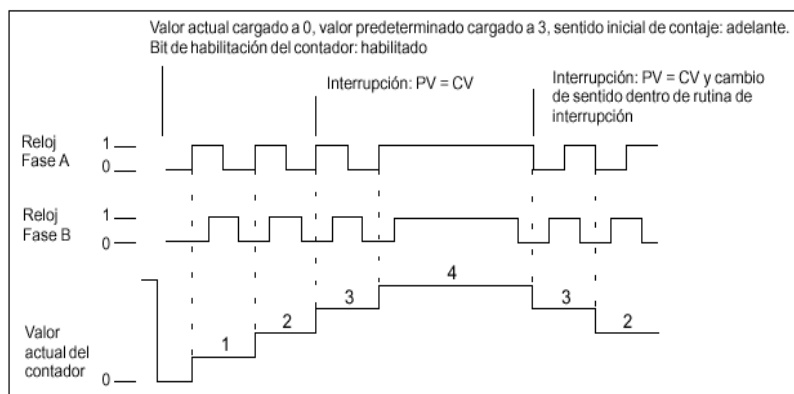 Valor actual cargado a 0, valor predeterminado cargado a 3, sentido inicial de contaje: adelante.
Bit de habilitación del contador: habilitado
Interrupción: PV = CV
Interrupción: PV = CV y cambio
de sentido dentro de rutina de
interrupción
Reloj
Fase A
1
0
Reloj
Fase B
1
0
Valor
actual del
contador
0
1
2
3
4
3
2